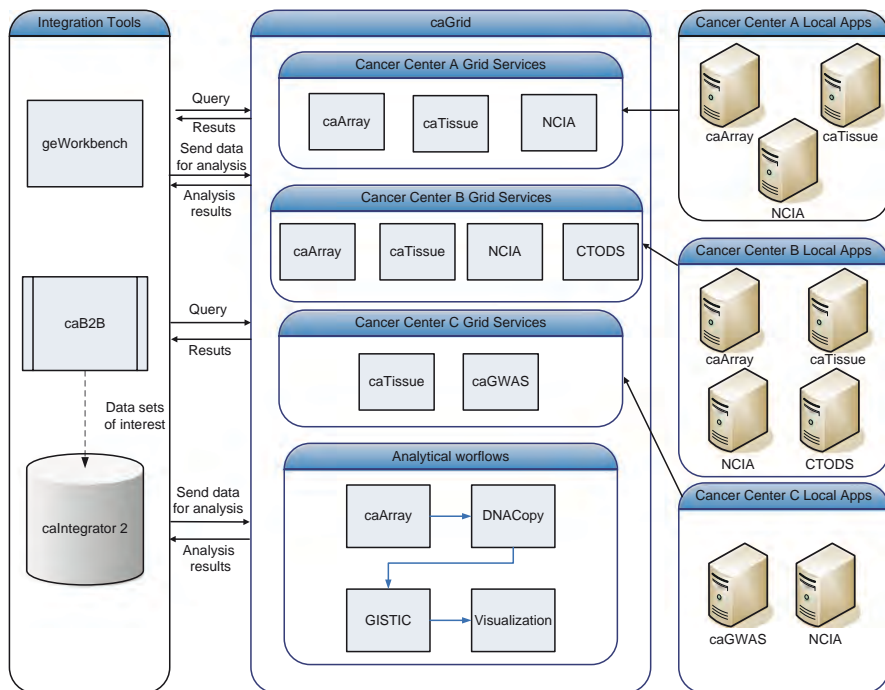 Integration Tools
geWorkbench
caB2B
Data sets
of interest
caIntegrator 2
Query
Resuts
Send data
for analysis
Analysis
results
Query
Resuts
Send data
for analysis
Analysis
results
caGrid
Cancer Center A Grid Services
caArray
caTissue
NCIA
Cancer Center B Grid Services
caArray
caTissue
NCIA
CTODS
Cancer Center C Grid Services
caTissue
caGWAS
Analytical worflows
caArray
DNACopy
GISTIC
Visualization
Cancer Center A Local Apps
caArray
caTissue
NCIA
Cancer Center B Local Apps
caArray
caTissue
NCIA
CTODS
Cancer Center C Local Apps
caGWAS
NCIA